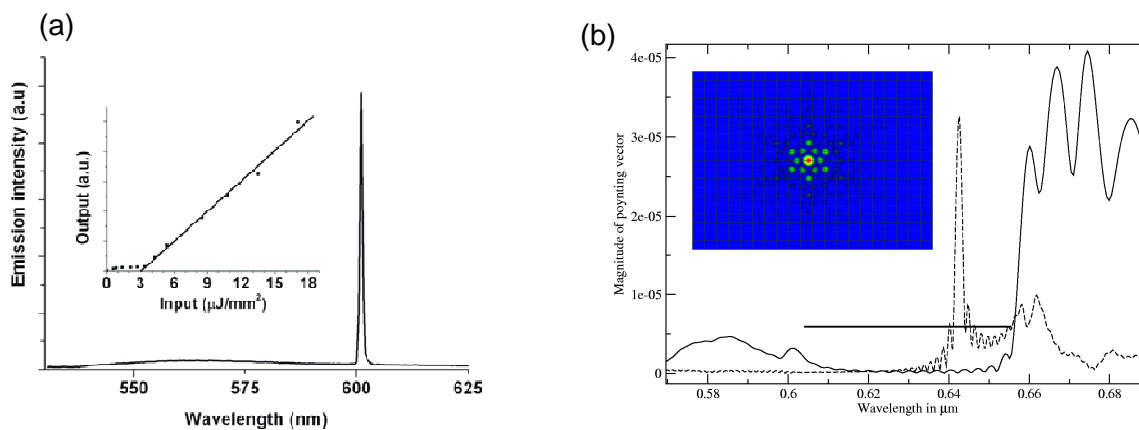 (a)
Emission intensity (a.u)
Output (a.u.)
0 3 6 9 12 15 18
Input (μJ/mm²)
550 575 600 625
Wavelength (nm)
(b)
Magnitude of poynting vector
4e-05
3e-05
2e-05
1e-05
0
0.58 0.6 0.62 0.64 0.66 0.68
Wavelength in μm